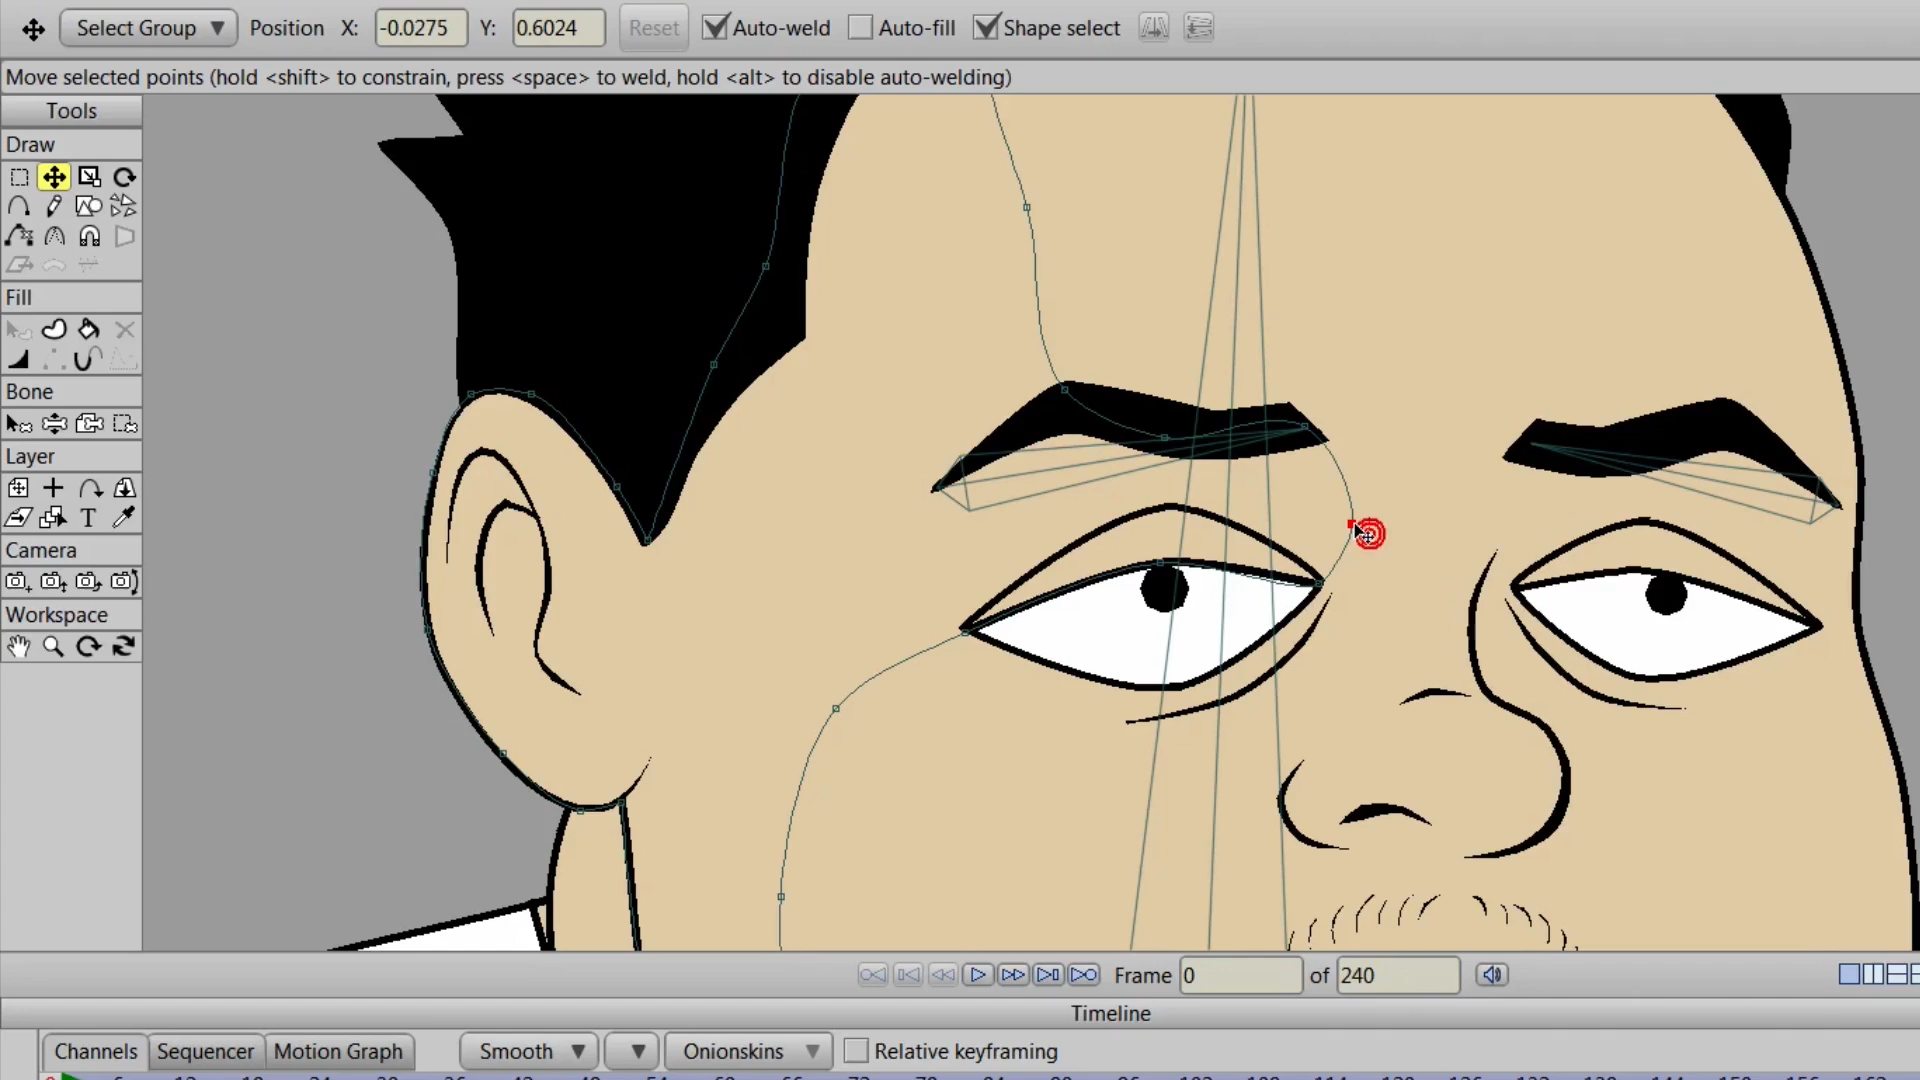 Select Group Position X: -0.0275 Y: 0.6024 Reset Auto-weld Auto-fill Shape select
Move selected points (hold <shift> to constrain, press <space> to weld, hold <alt> to disable auto-welding)
Tools
Draw
Fill
Bone
Layer
T
Camera
Workspace
Frame 0 of 240
Timeline
Channels Sequencer Motion Graph Smooth Onionskins Relative keyframing